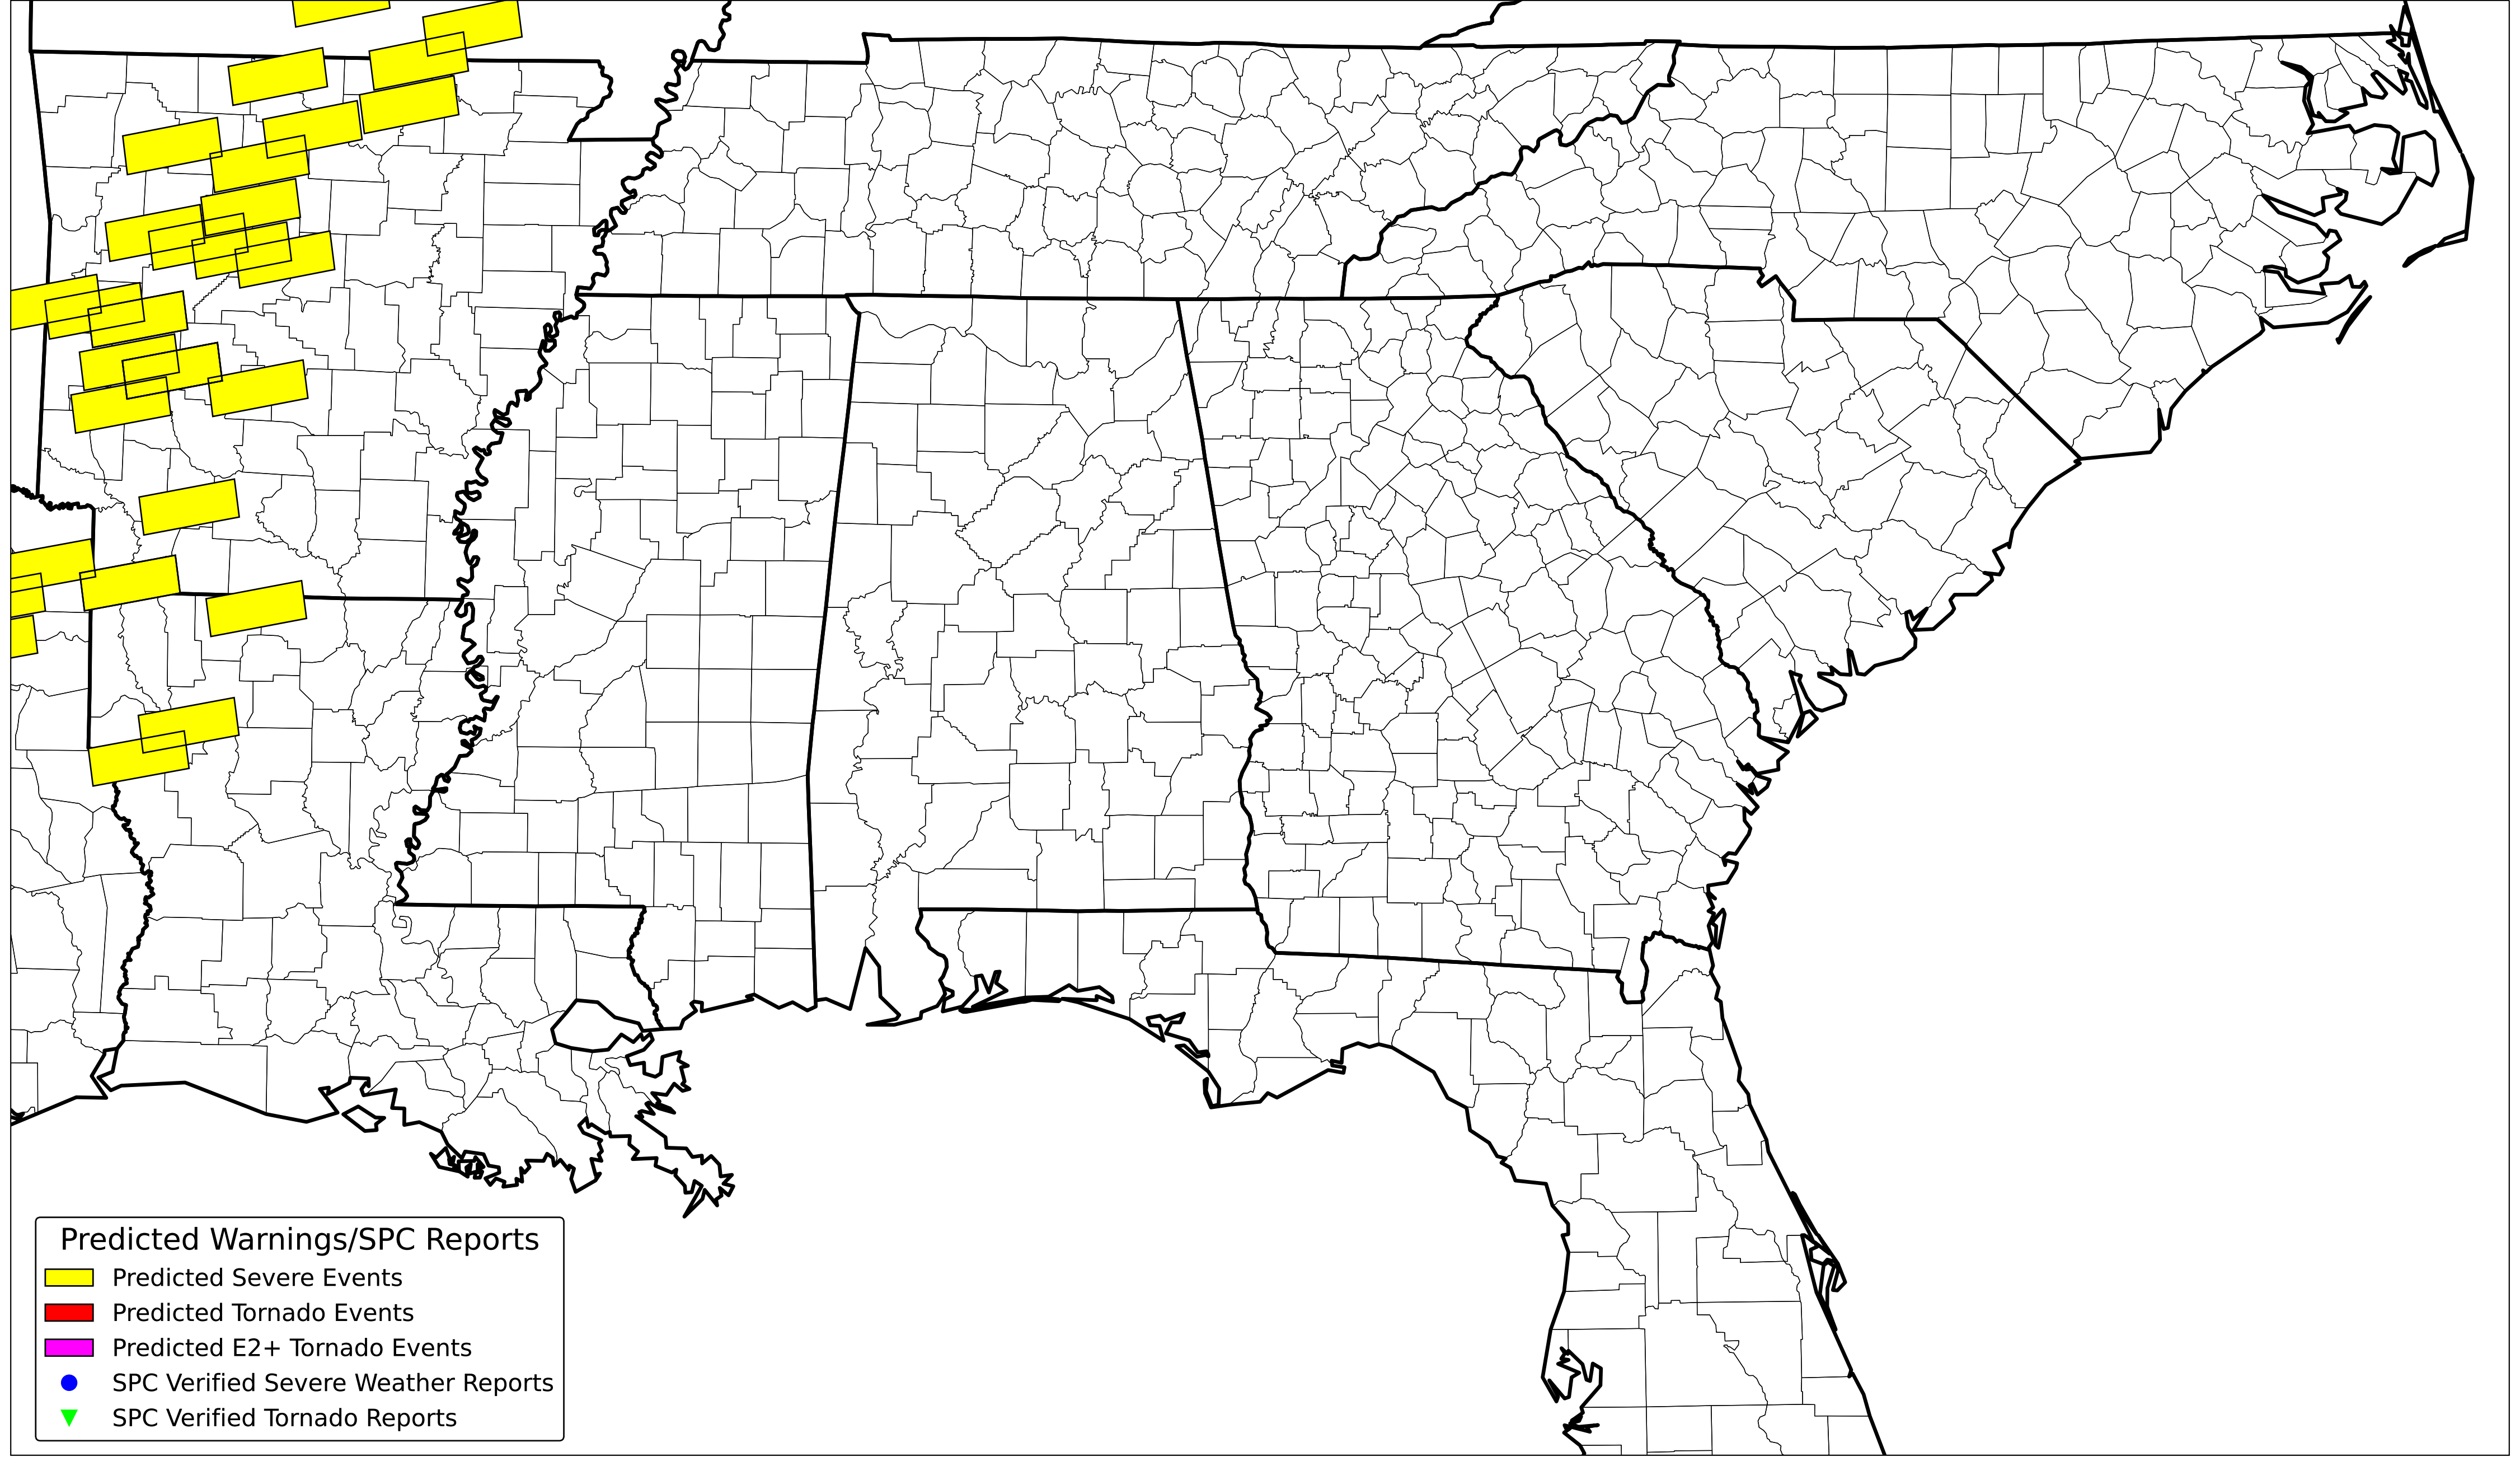 Predicted Warnings/SPC Reports
Predicted Severe Events
Predicted Tornado Events
Predicted E2+ Tornado Events
SPC Verified Severe Weather Reports
SPC Verified Tornado Reports